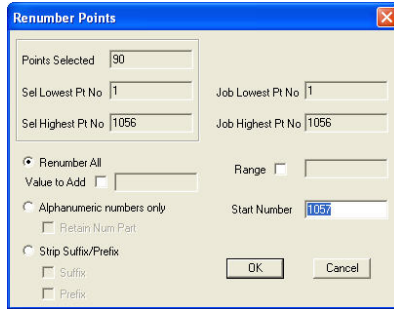 Renumber Points
Points Selected 90
Sel Lowest Pt No 1 Job Lowest Pt No 1
Sel Highest Pt No 1056 Job Highest Pt No 1056
Renumber All Range
Value to Add
Alphanumeric numbers only Start Number 1057
Retain Num Part
Strip Suffix/Prefix
Suffix OK Cancel
Prefix